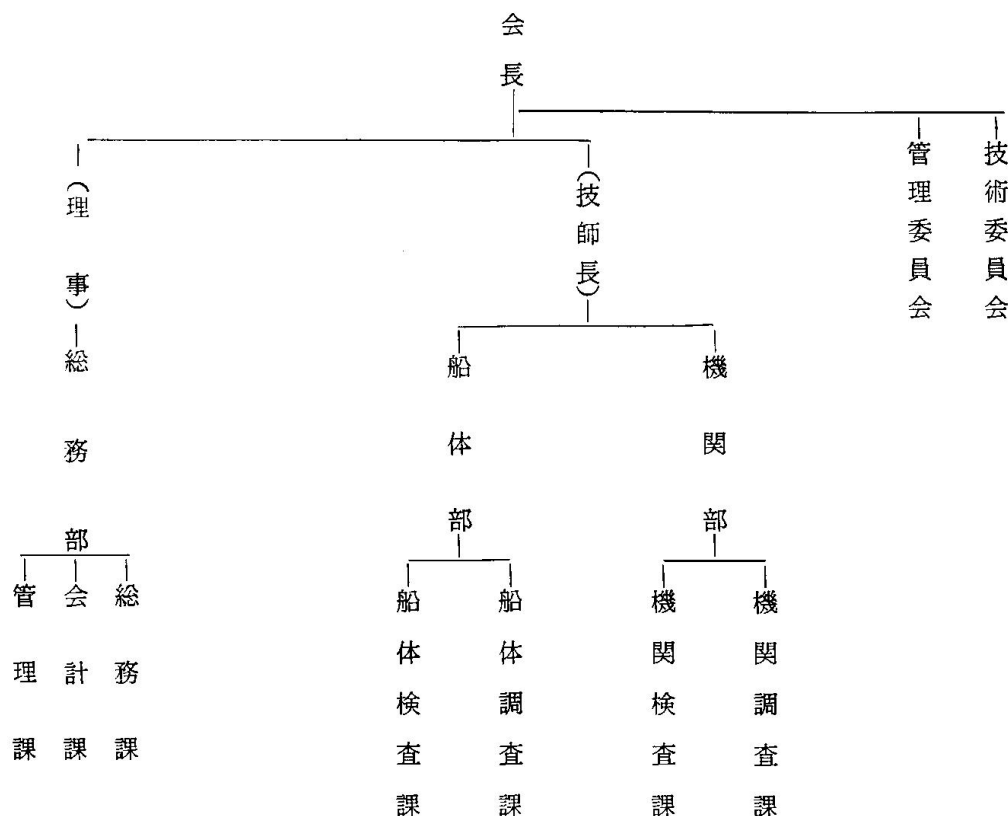 会長
技術委員会
管理委員会
（技師長）
機関部
機関調査課
機関検査課
船体部
船体調査課
船体検査課
（理事）総務部
総務課
会計課
管理課